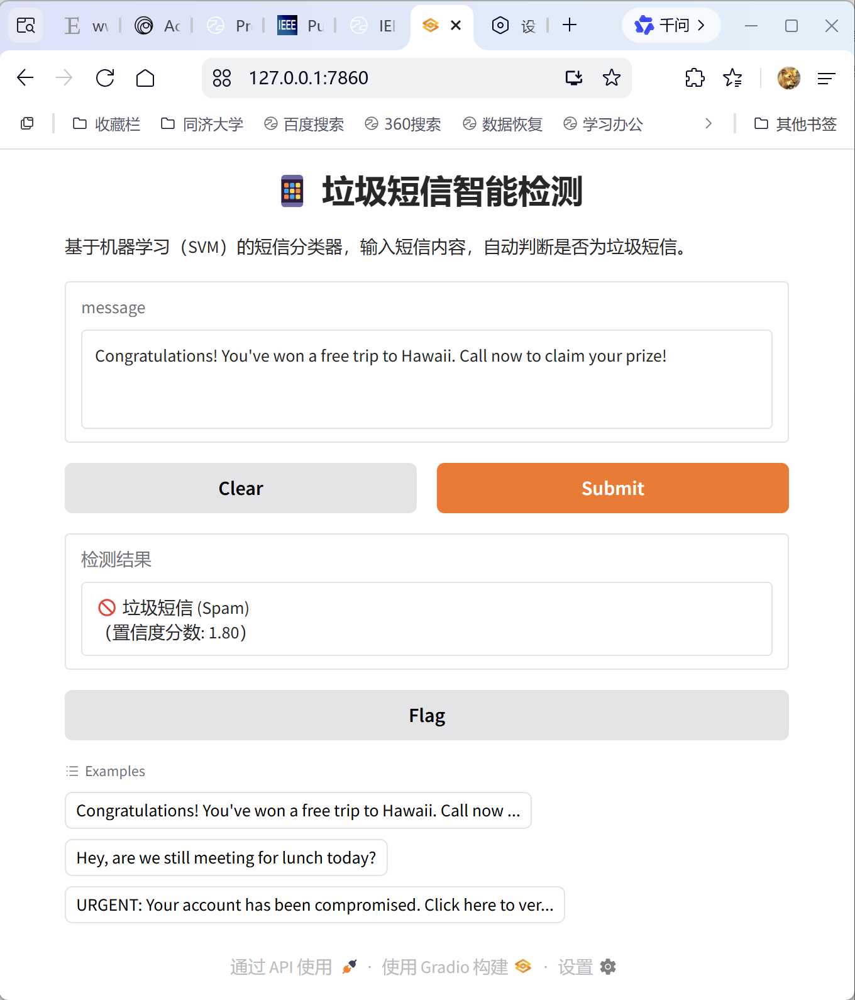 千问
127.0.0.1:7860
收藏栏 同济大学 百度搜索 360搜索 数据恢复 学习办公 其他书签
垃圾短信智能检测
基于机器学习（SVM）的短信分类器，输入短信内容，自动判断是否为垃圾短信。
message
Congratulations! You've won a free trip to Hawaii. Call now to claim your prize!
Clear Submit
检测结果
垃圾短信 (Spam)
（置信度分数: 1.80）
Flag
Examples
Congratulations! You've won a free trip to Hawaii. Call now ...
Hey, are we still meeting for lunch today?
URGENT: Your account has been compromised. Click here to ver...
通过 API 使用 · 使用 Gradio 构建 · 设置